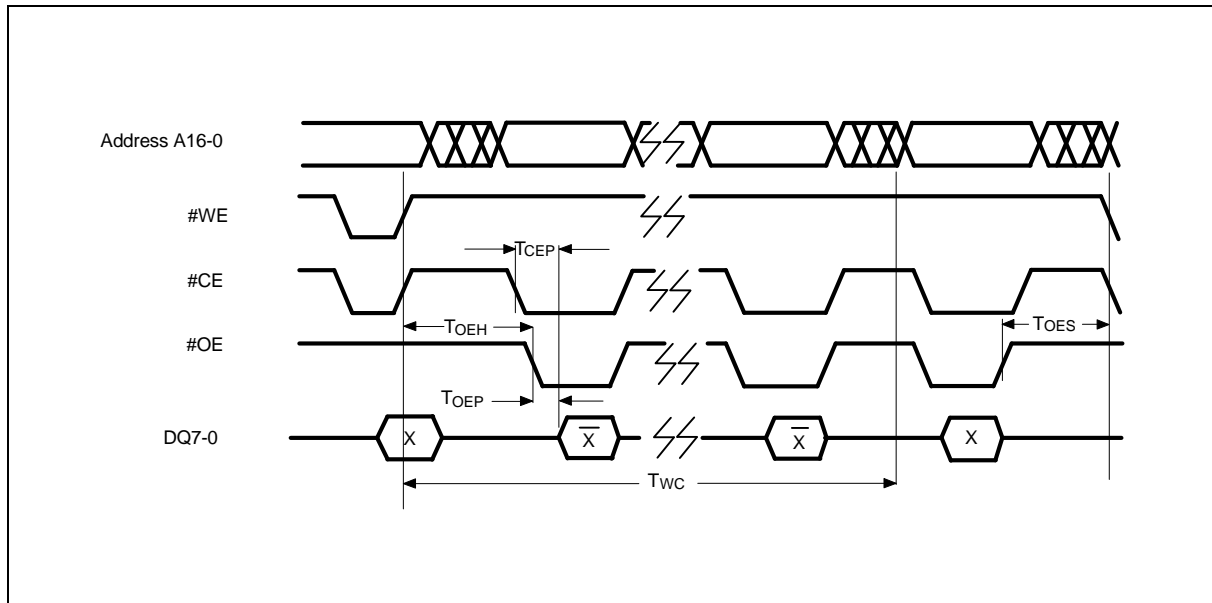 Address A16-0
#WE
TCEP
#CE
TOEH
TOES
#OE
TOEP
DQ7-0
X
X̅
X̅
X
TWC